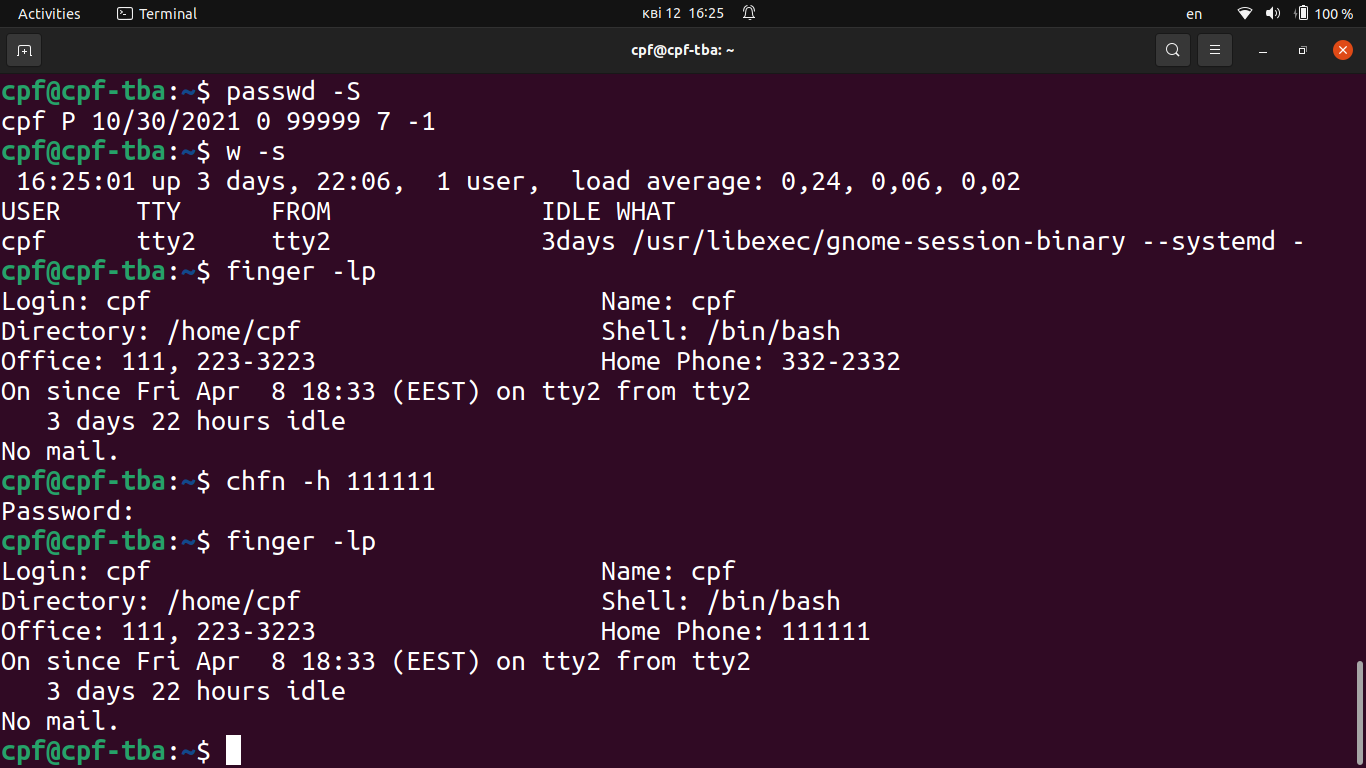 Activities Terminal кві 12 16:25 en 100 %
cpf@cpf-tba: ~
cpf@cpf-tba:~$ passwd -S
cpf P 10/30/2021 0 99999 7 -1
cpf@cpf-tba:~$ w -s
 16:25:01 up 3 days, 22:06,  1 user,  load average: 0,24, 0,06, 0,02
USER     TTY      FROM              IDLE WHAT
cpf      tty2     tty2              3days /usr/libexec/gnome-session-binary --systemd -
cpf@cpf-tba:~$ finger -lp
Login: cpf                              Name: cpf
Directory: /home/cpf                    Shell: /bin/bash
Office: 111, 223-3223                   Home Phone: 332-2332
On since Fri Apr  8 18:33 (EEST) on tty2 from tty2
   3 days 22 hours idle
No mail.
cpf@cpf-tba:~$ chfn -h 111111
Password:
cpf@cpf-tba:~$ finger -lp
Login: cpf                              Name: cpf
Directory: /home/cpf                    Shell: /bin/bash
Office: 111, 223-3223                   Home Phone: 111111
On since Fri Apr  8 18:33 (EEST) on tty2 from tty2
   3 days 22 hours idle
No mail.
cpf@cpf-tba:~$